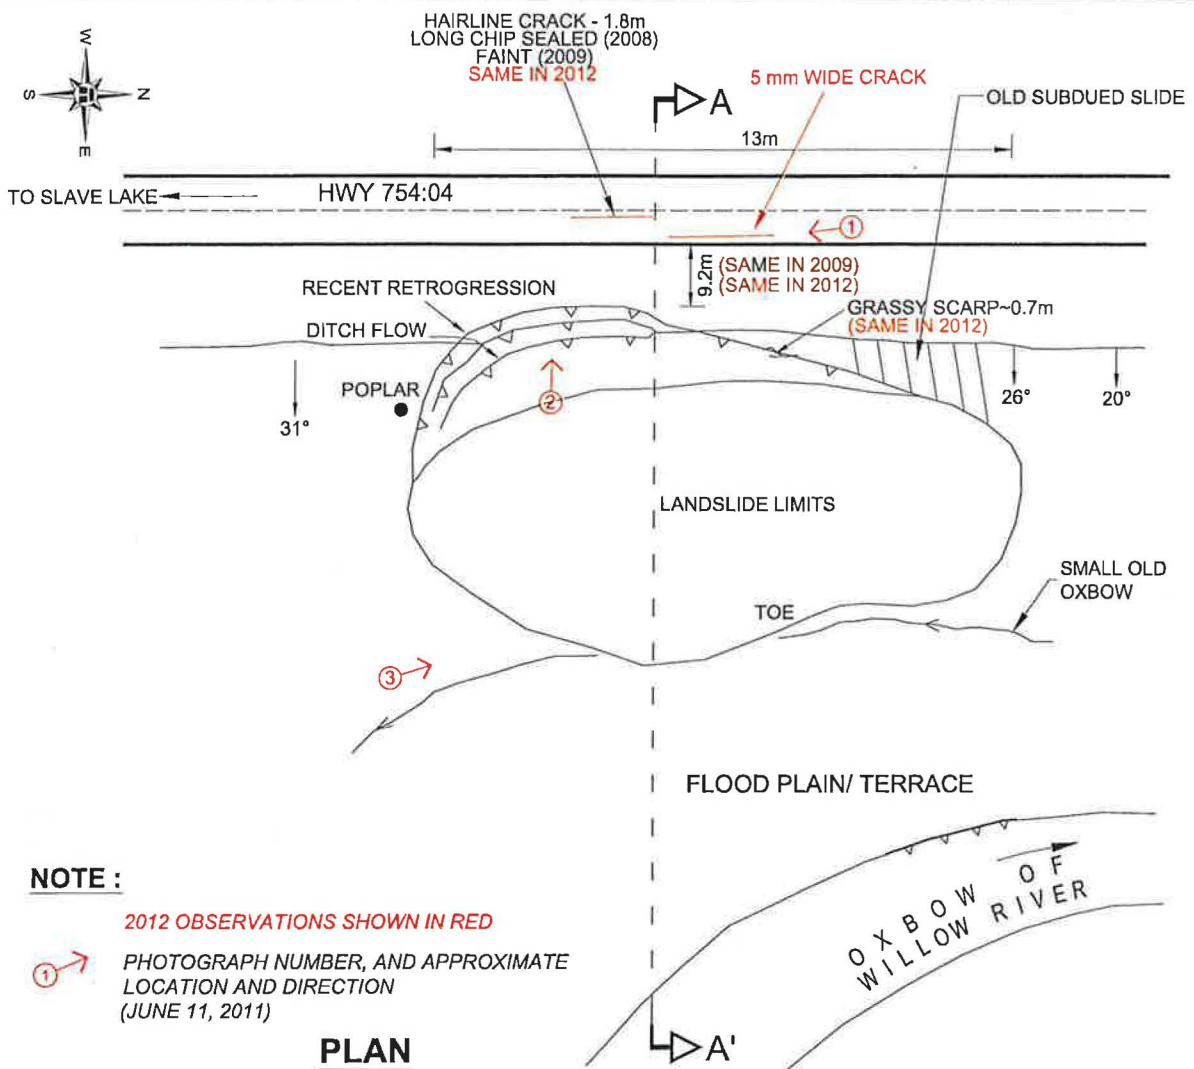 HAIRLINE CRACK - 1.8m
LONG CHIP SEALED (2008)
FAINT (2009)
SAME IN 2012
5 mm WIDE CRACK
W
S
N
E
A
OLD SUBDUED SLIDE
13m
TO SLAVE LAKE
HWY 754:04
1
9.2m
(SAME IN 2009)
(SAME IN 2012)
RECENT RETROGRESSION
GRASSY SCARP~0.7m
(SAME IN 2012)
DITCH FLOW
POPLAR
2
31°
26°
20°
LANDSLIDE LIMITS
SMALL OLD
OXBOW
TOE
3
FLOOD PLAIN/ TERRACE
OXBOW OF
WILLOW RIVER
NOTE :
2012 OBSERVATIONS SHOWN IN RED
1
PHOTOGRAPH NUMBER, AND APPROXIMATE
LOCATION AND DIRECTION
(JUNE 11, 2011)
PLAN
A'